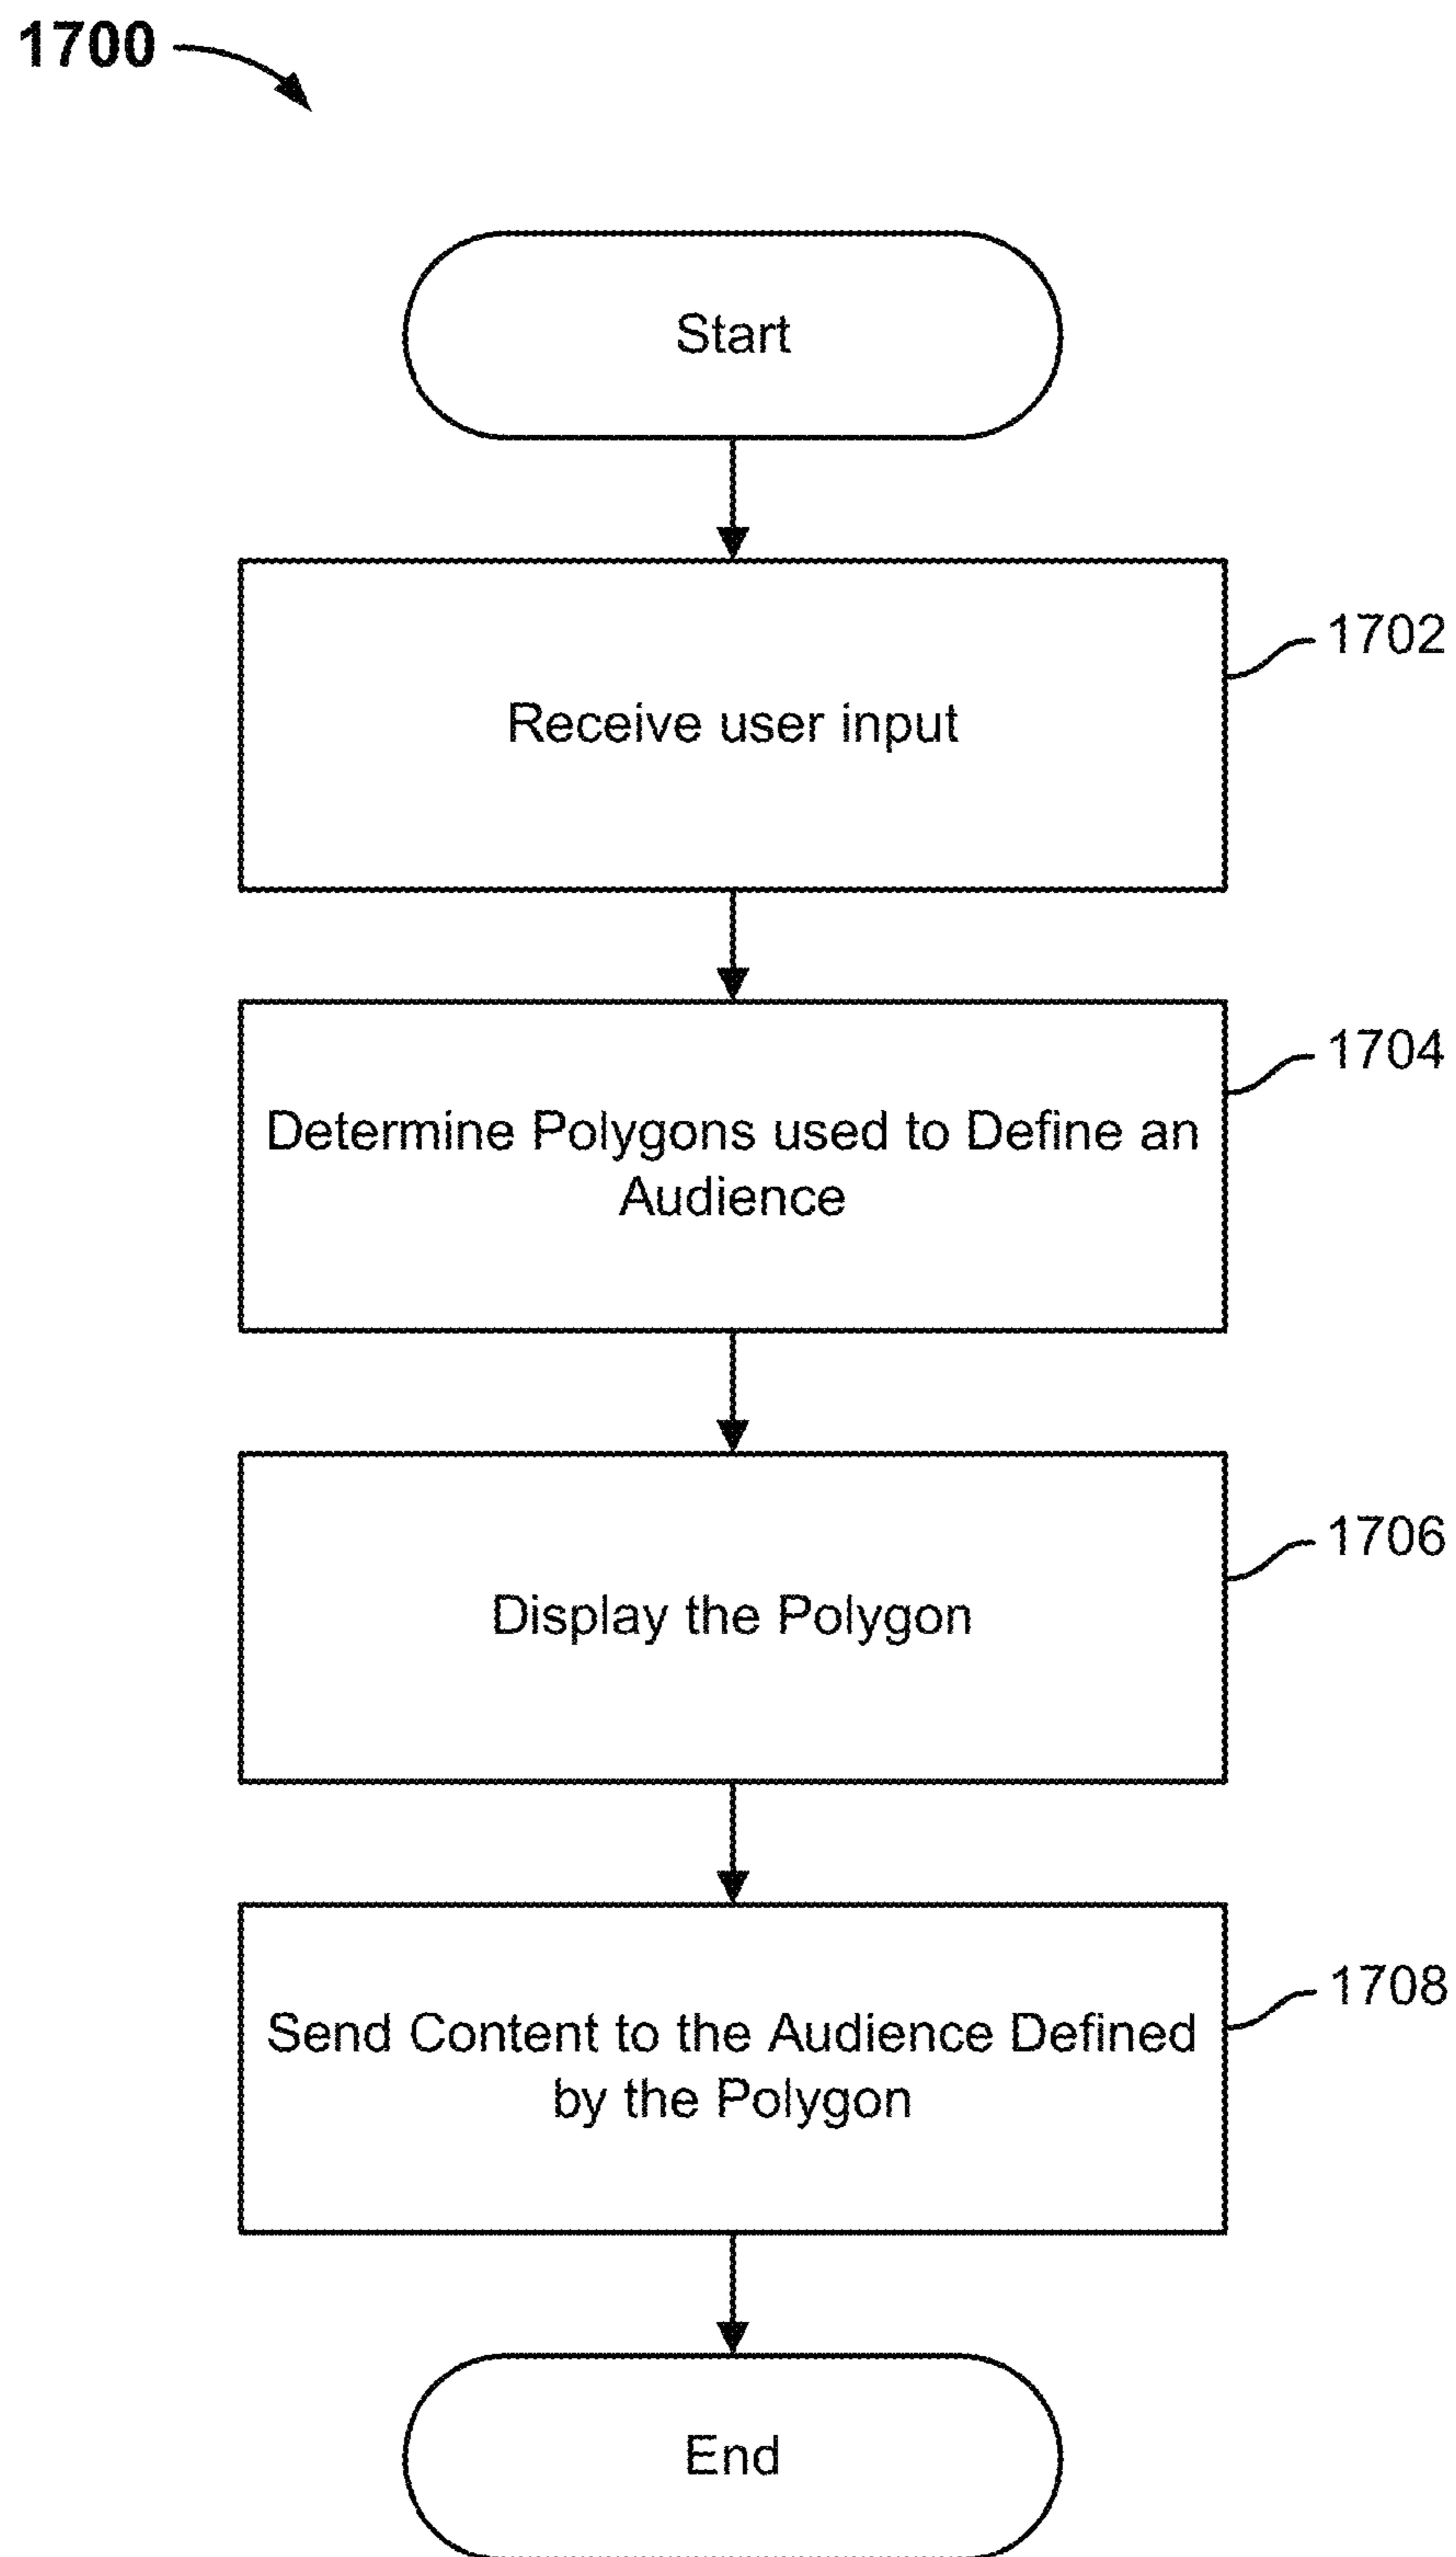 1700
Start
Receive user input
1702
Determine Polygons used to Define an
Audience
1704
Display the Polygon
1706
Send Content to the Audience Defined
by the Polygon
1708
End